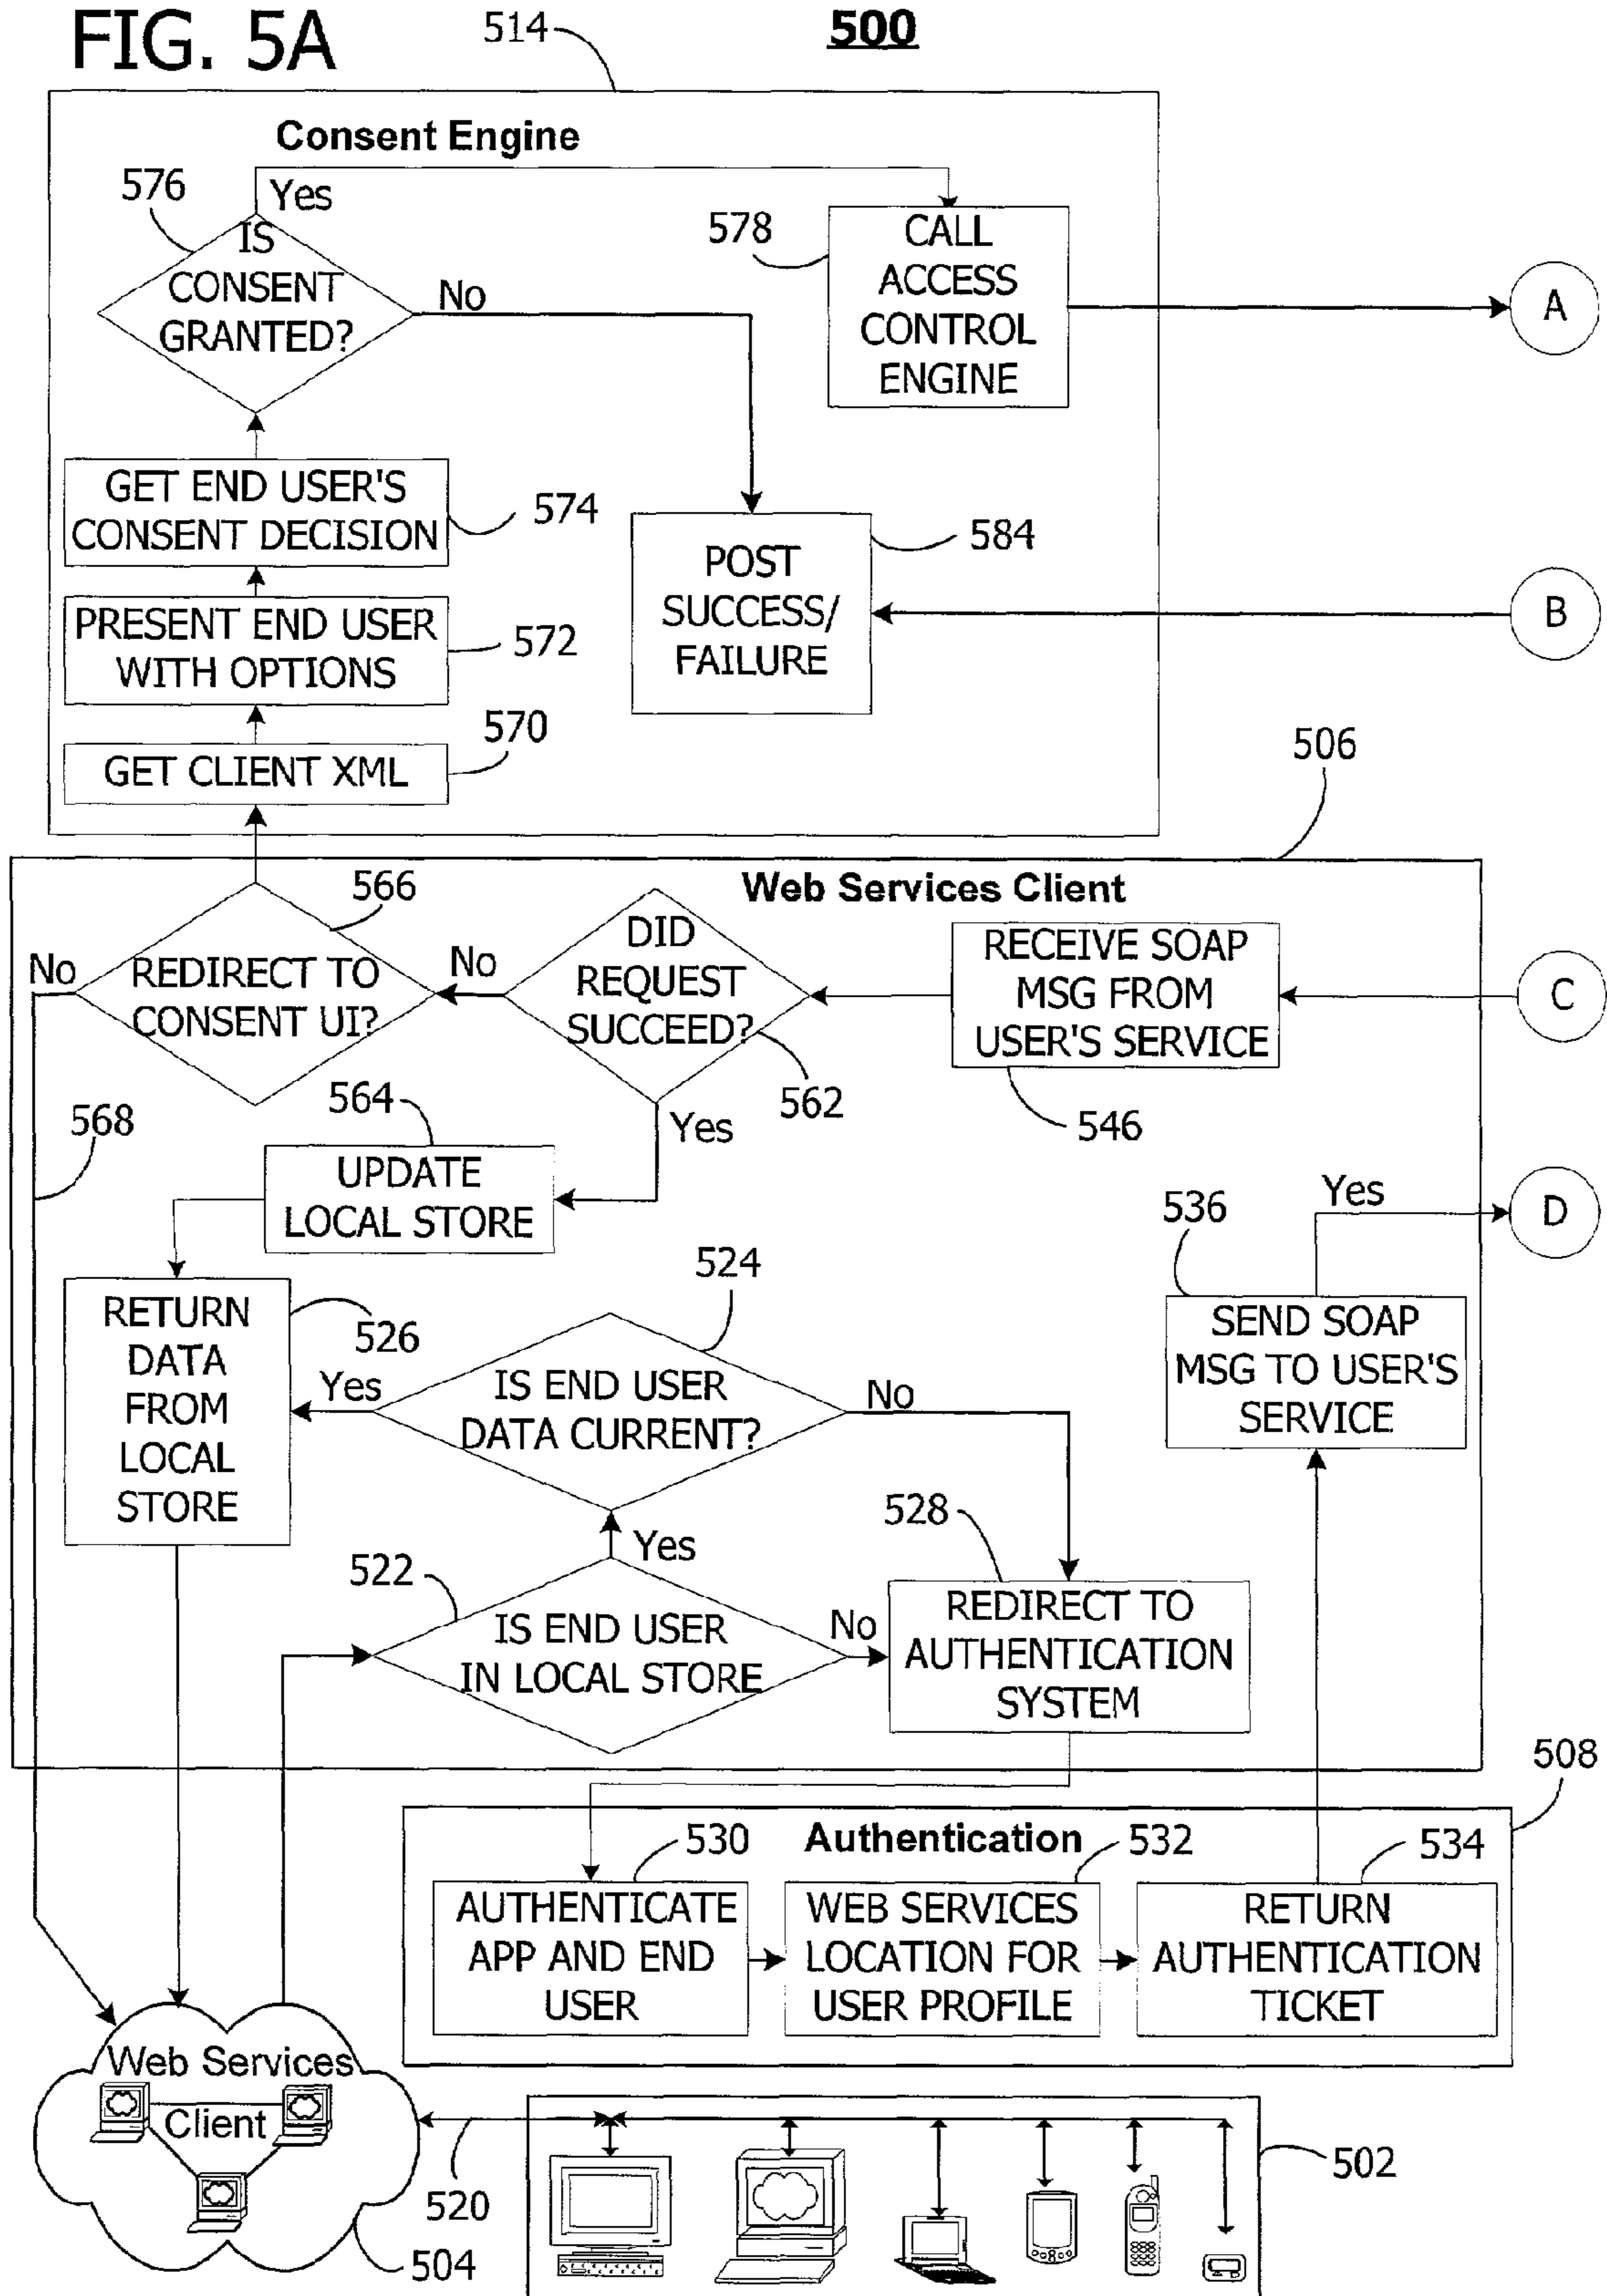 FIG. 5A
514
500
Consent Engine
576
Yes
IS
CONSENT
GRANTED?
No
578
CALL
ACCESS
CONTROL
ENGINE
A
GET END USER'S
CONSENT DECISION
574
584
POST
SUCCESS/
FAILURE
B
PRESENT END USER
WITH OPTIONS
572
570
GET CLIENT XML
506
Web Services Client
566
No
REDIRECT TO
CONSENT UI?
No
DID
REQUEST
SUCCEED?
562
RECEIVE SOAP
MSG FROM
USER'S SERVICE
546
C
568
564
Yes
UPDATE
LOCAL STORE
536
Yes
D
524
RETURN
DATA
FROM
LOCAL
STORE
526
Yes
IS END USER
DATA CURRENT?
No
SEND SOAP
MSG TO USER'S
SERVICE
528
Yes
522
IS END USER
IN LOCAL STORE
No
REDIRECT TO
AUTHENTICATION
SYSTEM
508
530
Authentication
532
534
AUTHENTICATE
APP AND END
USER
WEB SERVICES
LOCATION FOR
USER PROFILE
RETURN
AUTHENTICATION
TICKET
Web Services
Client
520
504
502